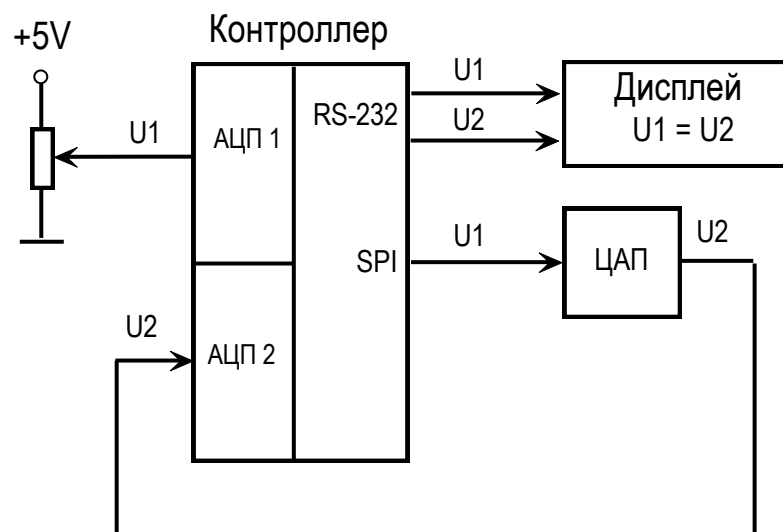 Контроллер
+5V
U1
АЦП 1
RS-232
U1
U2
Дисплей
U1 = U2
SPI
U1
ЦАП
U2
U2
АЦП 2